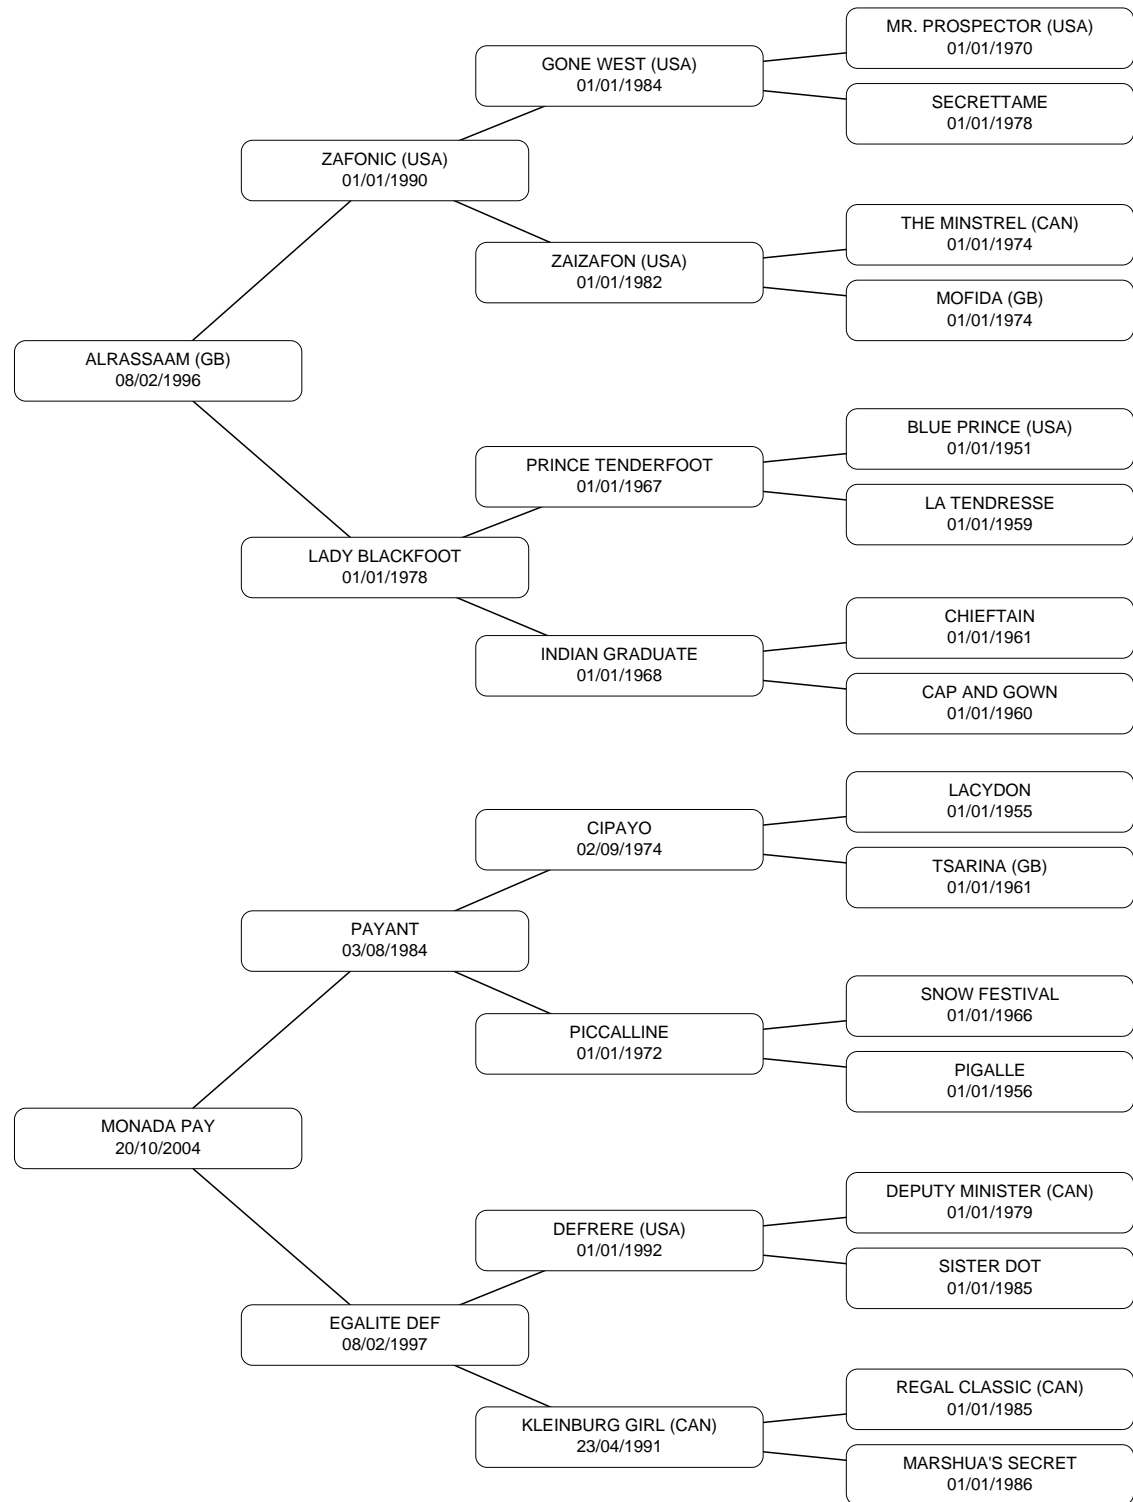 MR. PROSPECTOR (USA)
01/01/1970
GONE WEST (USA)
01/01/1984
SECRETTAME
01/01/1978
ZAFONIC (USA)
01/01/1990
THE MINSTREL (CAN)
01/01/1974
ZAIZAFON (USA)
01/01/1982
MOFIDA (GB)
01/01/1974
ALRASSAAM (GB)
08/02/1996
BLUE PRINCE (USA)
01/01/1951
PRINCE TENDERFOOT
01/01/1967
LA TENDRESSE
01/01/1959
LADY BLACKFOOT
01/01/1978
CHIEFTAIN
01/01/1961
INDIAN GRADUATE
01/01/1968
CAP AND GOWN
01/01/1960
LACYDON
01/01/1955
CIPAYO
02/09/1974
TSARINA (GB)
01/01/1961
PAYANT
03/08/1984
SNOW FESTIVAL
01/01/1966
PICCALLINE
01/01/1972
PIGALLE
01/01/1956
MONADA PAY
20/10/2004
DEPUTY MINISTER (CAN)
01/01/1979
DEFRERE (USA)
01/01/1992
SISTER DOT
01/01/1985
EGALITE DEF
08/02/1997
REGAL CLASSIC (CAN)
01/01/1985
KLEINBURG GIRL (CAN)
23/04/1991
MARSHUA'S SECRET
01/01/1986